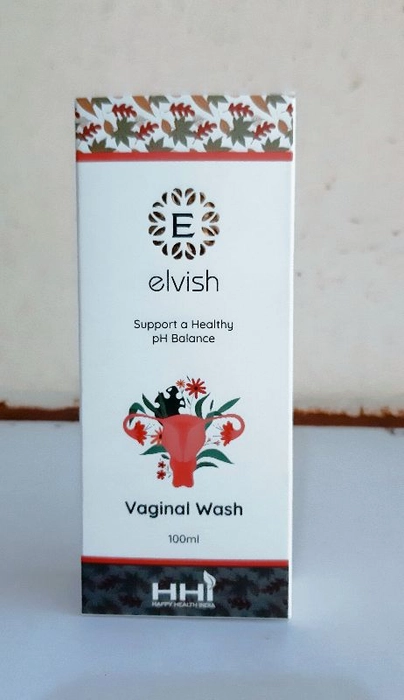 E
elvish
Support a Healthy
pH Balance
Vaginal Wash
100ml
HHI
HAPPY HEALTH INDIA